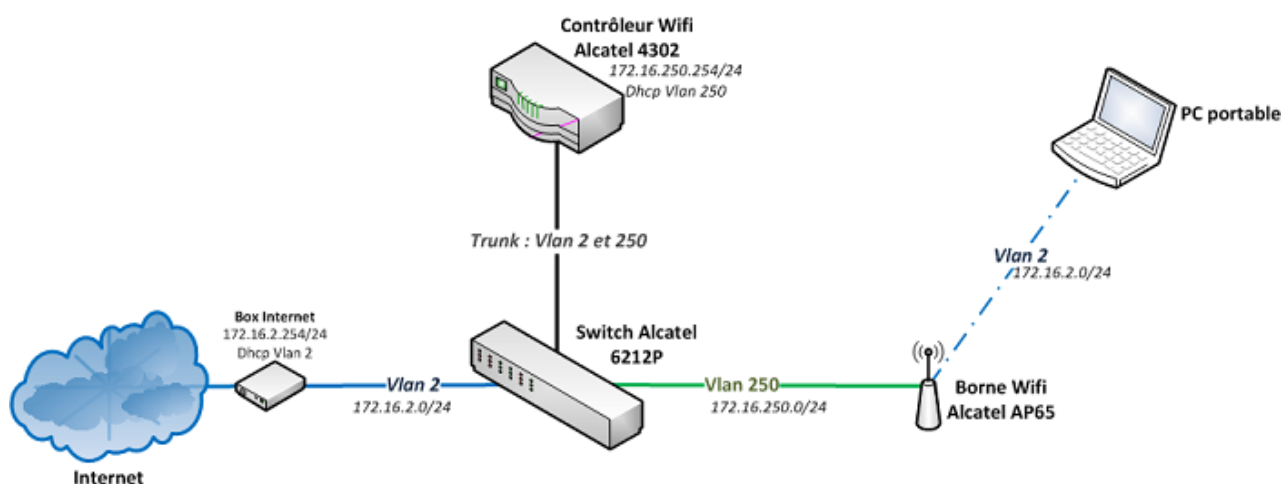 Contrôleur Wifi
Alcatel 4302
172.16.250.254/24
Dhcp Vlan 250
PC portable
Trunk : Vlan 2 et 250
Vlan 2
172.16.2.0/24
Box Internet
172.16.2.254/24
Dhcp Vlan 2
Switch Alcatel
6212P
Vlan 2
172.16.2.0/24
Vlan 250
172.16.250.0/24
Borne Wifi
Alcatel AP65
Internet